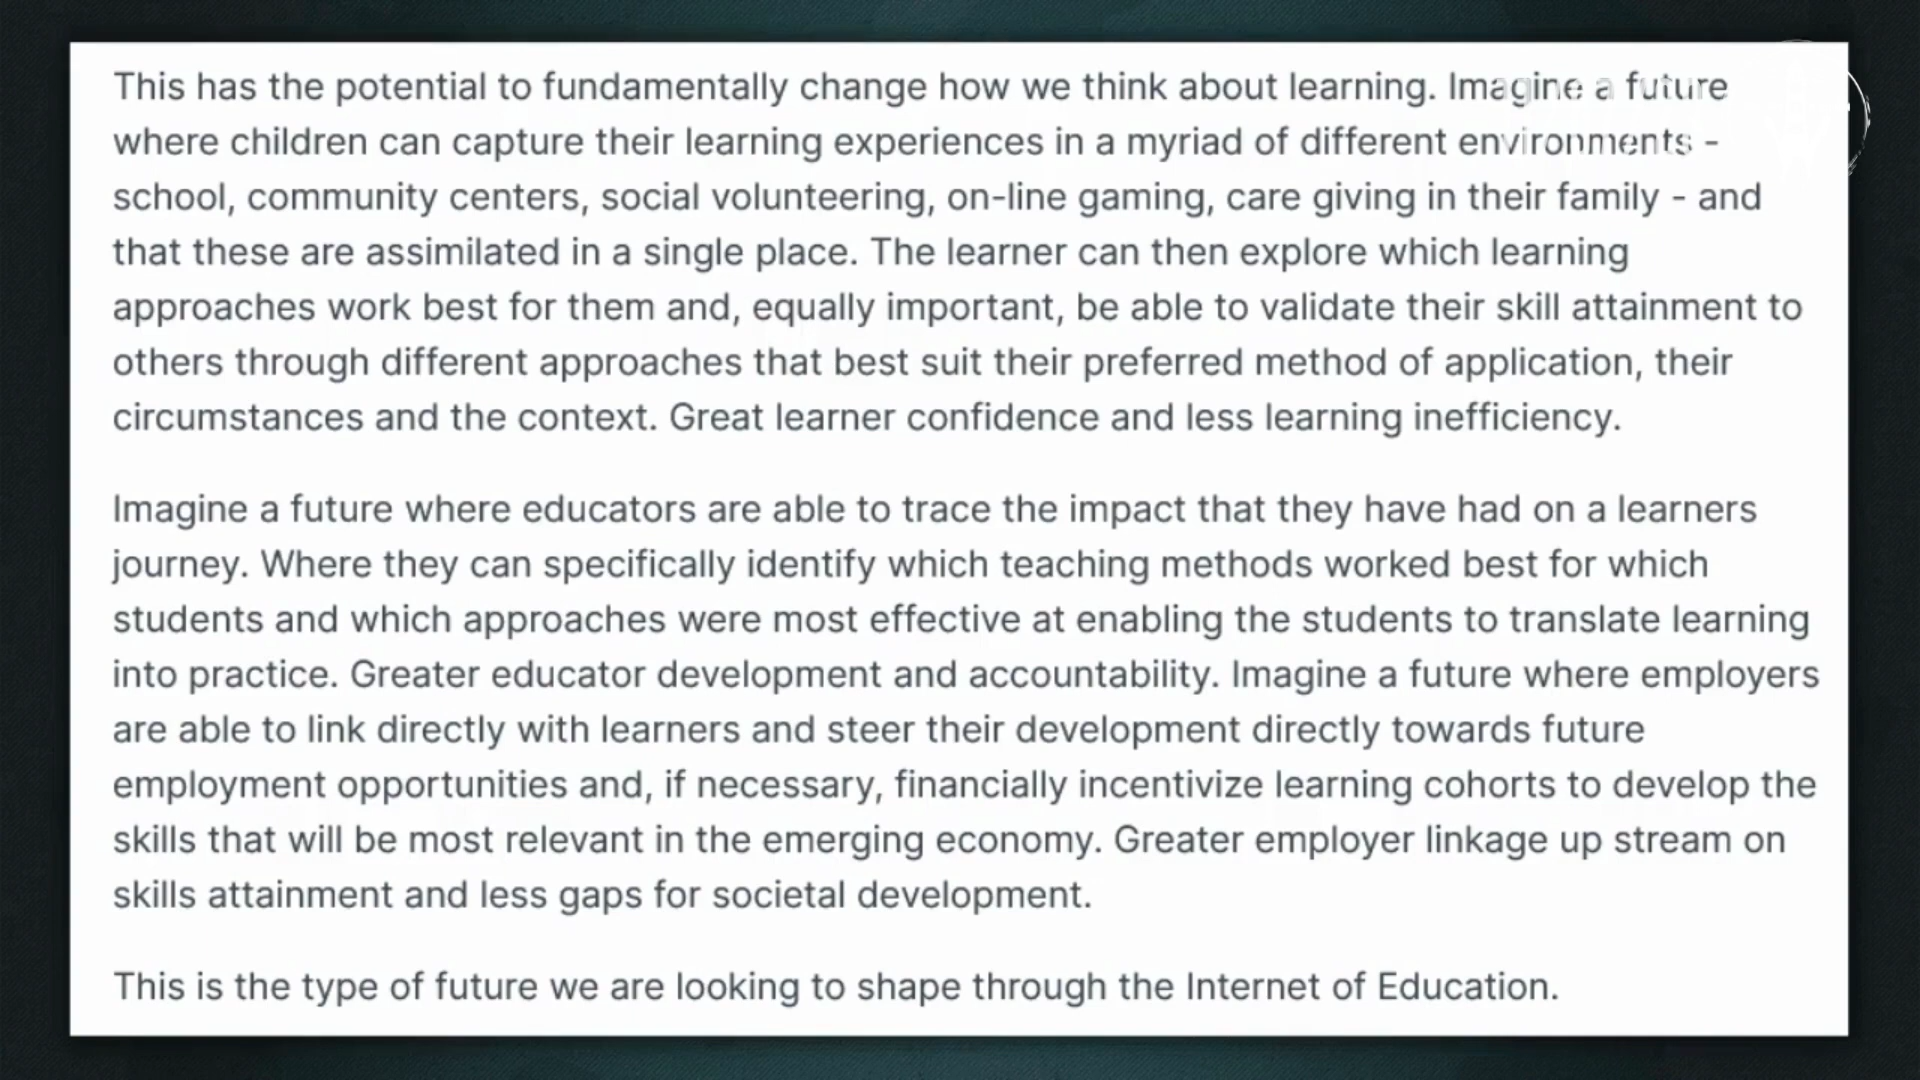 This has the potential to fundamentally change how we think about learning. Imagine a future
where children can capture their learning experiences in a myriad of different environments -
school, community centers, social volunteering, on-line gaming, care giving in their family - and
that these are assimilated in a single place. The learner can then explore which learning
approaches work best for them and, equally important, be able to validate their skill attainment to
others through different approaches that best suit their preferred method of application, their
circumstances and the context. Great learner confidence and less learning inefficiency.
Imagine a future where educators are able to trace the impact that they have had on a learners
journey. Where they can specifically identify which teaching methods worked best for which
students and which approaches were most effective at enabling the students to translate learning
into practice. Greater educator development and accountability. Imagine a future where employers
are able to link directly with learners and steer their development directly towards future
employment opportunities and, if necessary, financially incentivize learning cohorts to develop the
skills that will be most relevant in the emerging economy. Greater employer linkage up stream on
skills attainment and less gaps for societal development.
This is the type of future we are looking to shape through the Internet of Education.